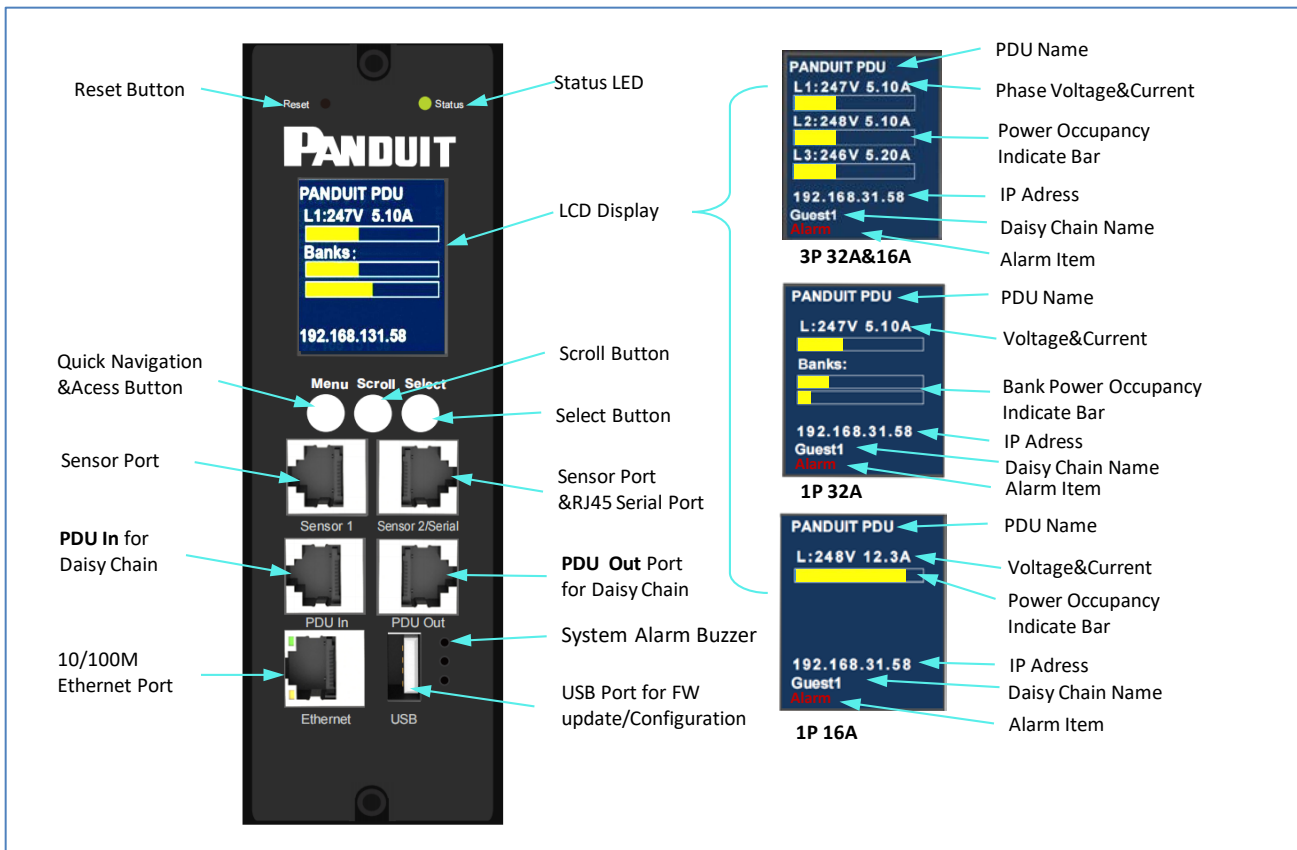 Reset Button
Reset
Status
Status LED
PANDUIT
PANDUIT PDU
L1:247V 5.10A
Banks:
192.168.131.58
LCD Display
Quick Navigation
&Acess Button
Menu Scroll Select
Scroll Button
Select Button
Sensor Port
Sensor 1
Sensor 2/Serial
Sensor Port
&RJ45 Serial Port
PDU In for
Daisy Chain
PDU In
PDU Out
PDU Out Port
for Daisy Chain
10/100M
Ethernet Port
Ethernet
USB
System Alarm Buzzer
USB Port for FW
update/Configuration
PANDUIT PDU
L1:247V 5.10A
L2:248V 5.10A
L3:246V 5.20A
192.168.31.58
Guest1
Alarm
3P 32A&16A
PDU Name
Phase Voltage&Current
Power Occupancy
Indicate Bar
IP Adress
Daisy Chain Name
Alarm Item
PANDUIT PDU
L:247V 5.10A
Banks:
192.168.31.58
Guest1
Alarm
1P 32A
PDU Name
Voltage&Current
Bank Power Occupancy
Indicate Bar
IP Adress
Daisy Chain Name
Alarm Item
PANDUIT PDU
L:248V 12.3A
192.168.31.58
Guest1
Alarm
1P 16A
PDU Name
Voltage&Current
Power Occupancy
Indicate Bar
IP Adress
Daisy Chain Name
Alarm Item